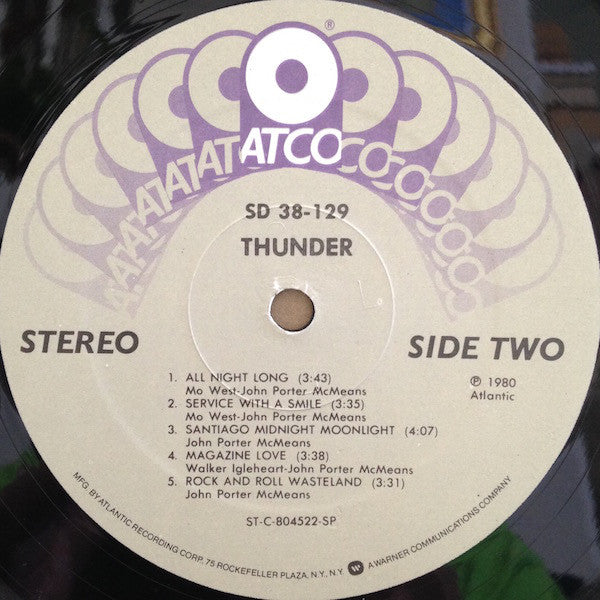 ®
ATCO
SD 38-129
THUNDER
STEREO
SIDE TWO
1. ALL NIGHT LONG (3:43)
Mo West-John Porter McMeans
2. SERVICE WITH A SMILE (3:35)
Mo West-John Porter McMeans
3. SANTIAGO MIDNIGHT MOONLIGHT (4:07)
John Porter McMeans
4. MAGAZINE LOVE (3:38)
Walker Igleheart-John Porter McMeans
5. ROCK AND ROLL WASTELAND (3:31)
John Porter McMeans
℗ 1980
Atlantic
ST-C-804522-SP
MFG. BY ATLANTIC RECORDING CORP. 75 ROCKEFELLER PLAZA, N.Y., N.Y. A WARNER COMMUNICATIONS COMPANY